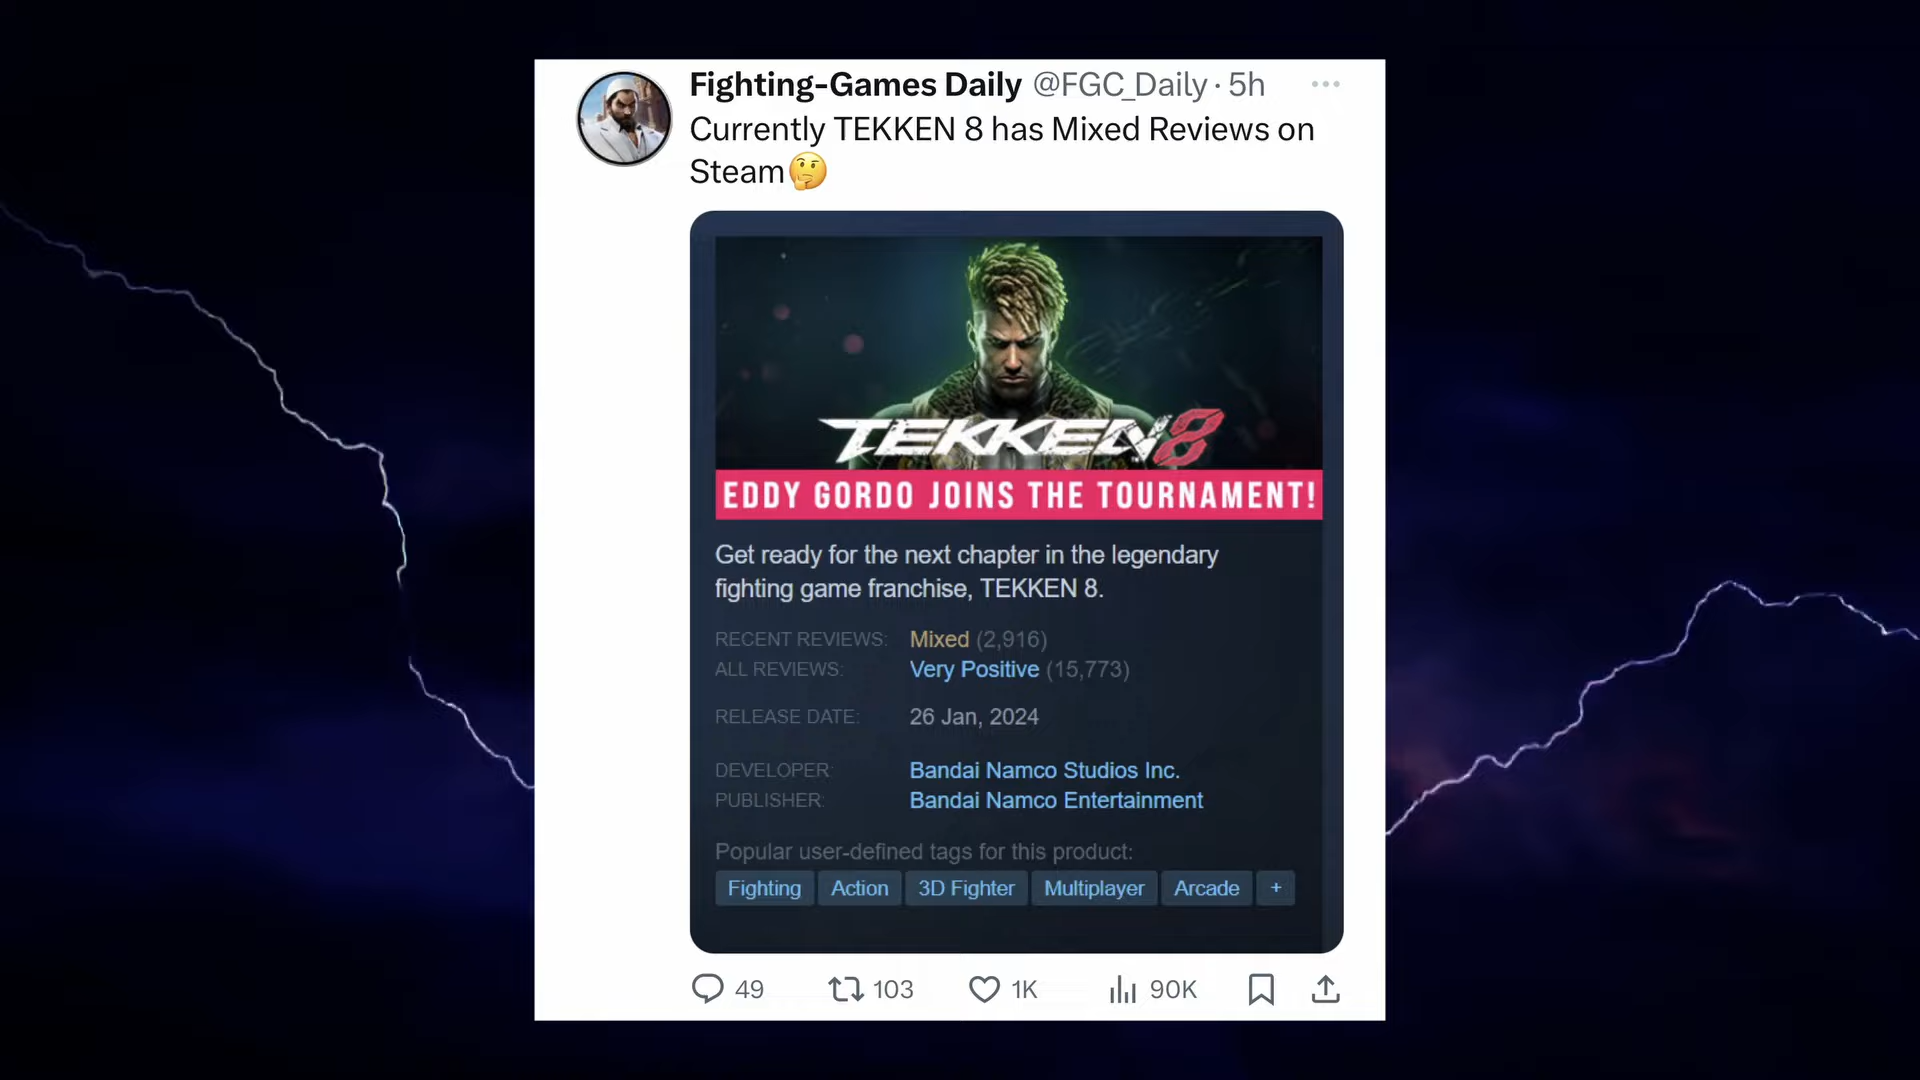 Fighting-Games Daily @FGC_Daily · 5h
Currently TEKKEN 8 has Mixed Reviews on
Steam🤔
TEKKEN 8
EDDY GORDO JOINS THE TOURNAMENT!
Get ready for the next chapter in the legendary
fighting game franchise, TEKKEN 8.
RECENT REVIEWS: Mixed (2,916)
ALL REVIEWS: Very Positive (15,773)
RELEASE DATE: 26 Jan, 2024
DEVELOPER: Bandai Namco Studios Inc.
PUBLISHER: Bandai Namco Entertainment
Popular user-defined tags for this product:
Fighting Action 3D Fighter Multiplayer Arcade +
49 103 1K 90K